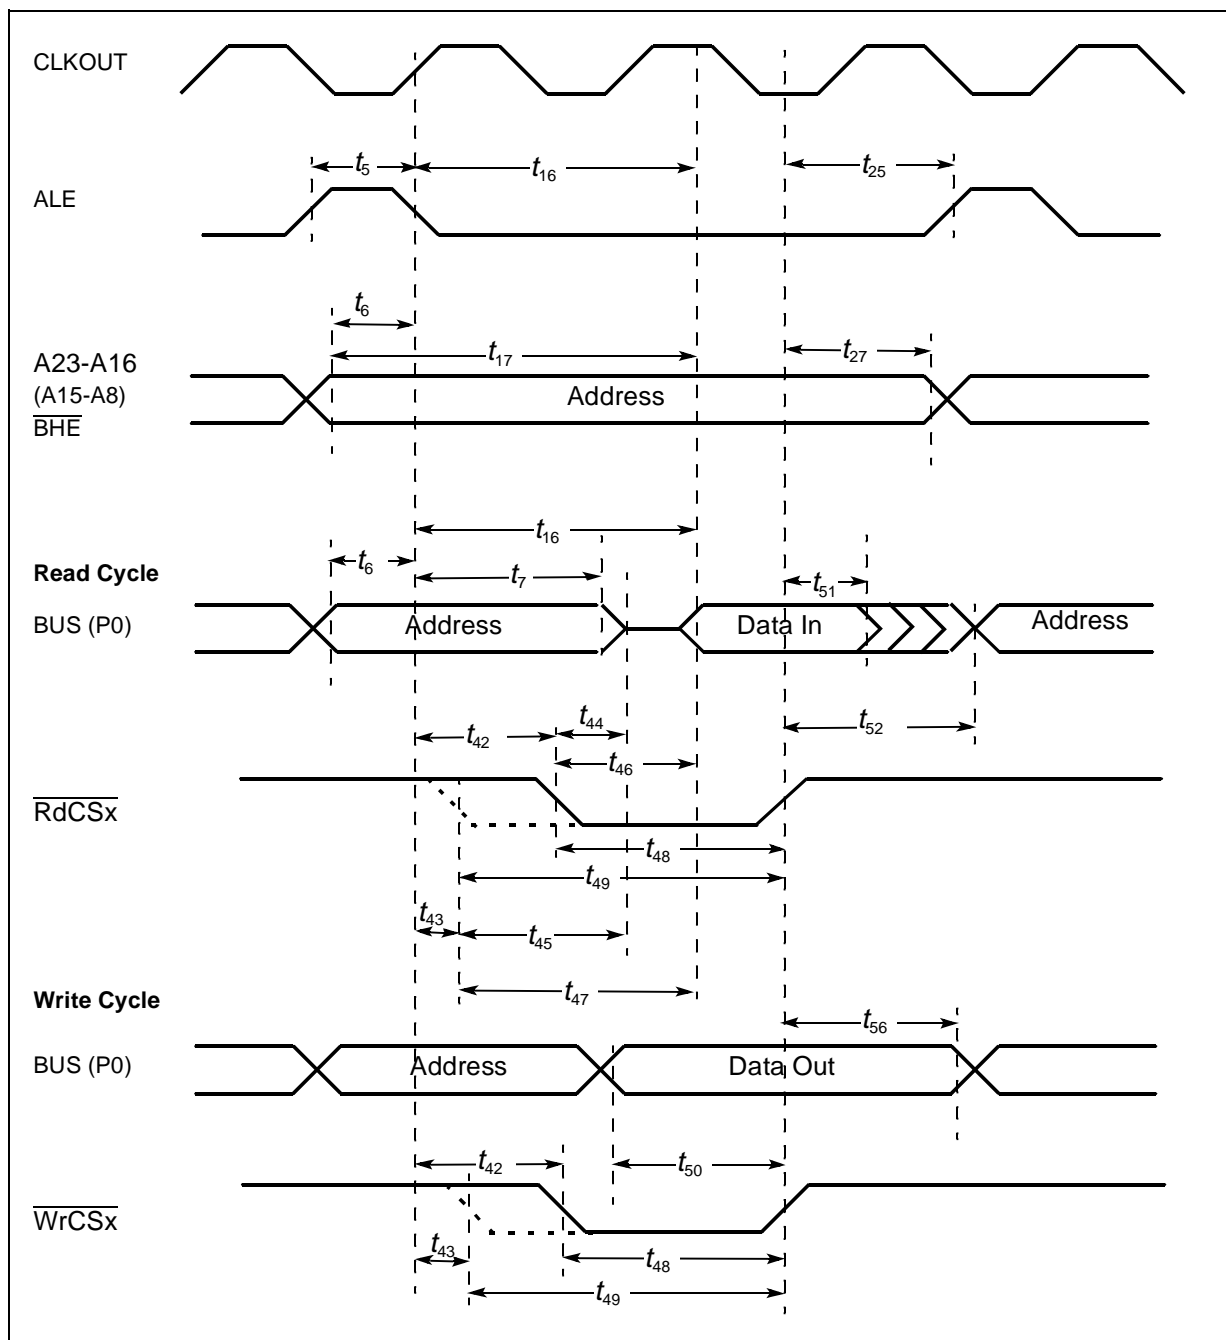 CLKOUT
t5
t16
t25
ALE
t6
A23-A16
t17
t27
(A15-A8)
Address
BHE
t16
Read Cycle
t6
t7
t51
BUS (P0)
Address
Data In
Address
t42
t44
t52
t46
RdCSx
t48
t49
t43
t45
Write Cycle
t47
t56
BUS (P0)
Address
Data Out
t42
t50
WrCSx
t43
t48
t49